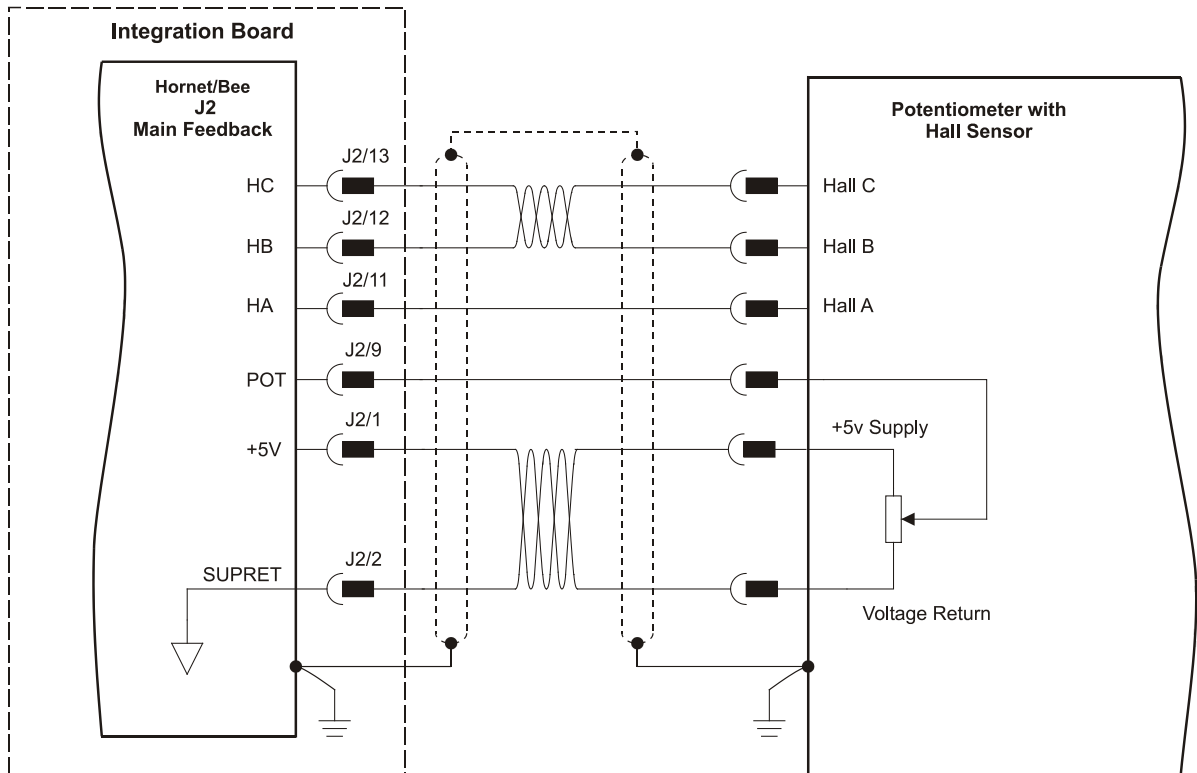 Integration Board
Hornet/Bee
J2
Main Feedback
Potentiometer with
Hall Sensor
J2/13
HC
Hall C
J2/12
HB
Hall B
J2/11
HA
Hall A
J2/9
POT
J2/1
+5v Supply
+5V
J2/2
SUPRET
Voltage Return